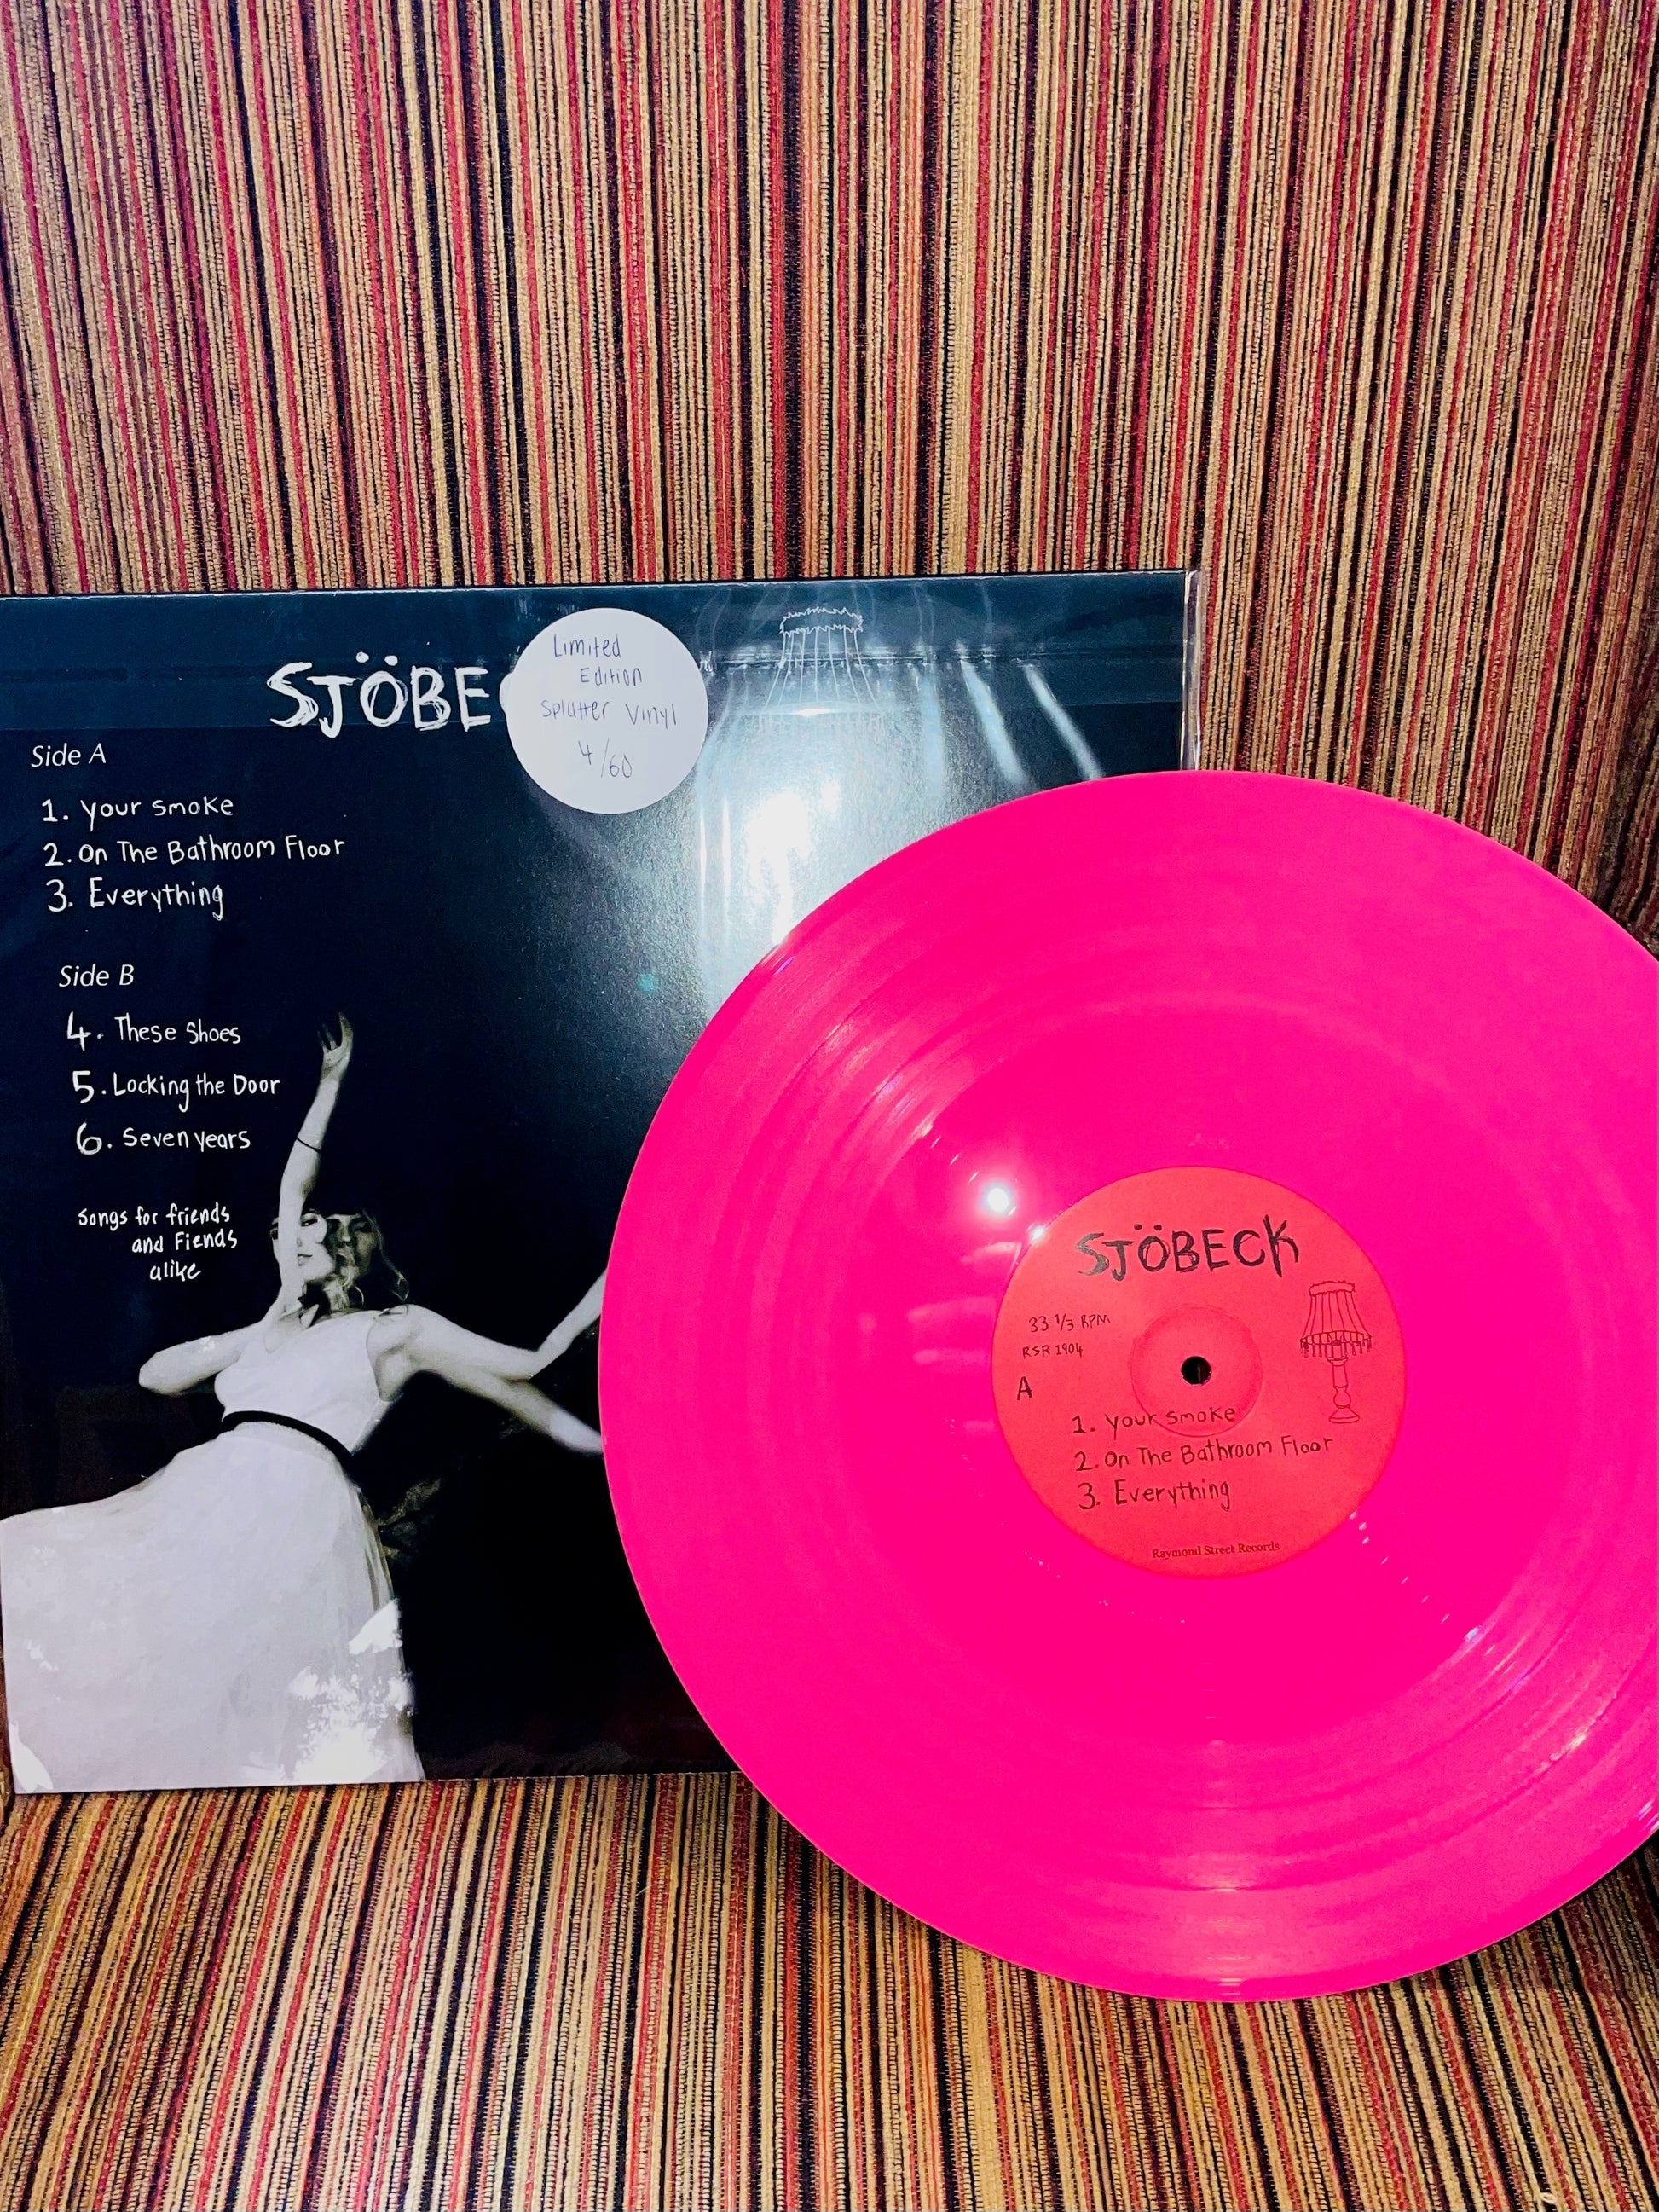 SJÖBE
Limited
Edition
Splatter Vinyl
4/60
Side A
1. Your Smoke
2. On The Bathroom Floor
3. Everything
Side B
4. These Shoes
5. Locking the Door
6. Seven years
Songs for friends
and Fiends
alike
SJÖBECK
33 1/3 RPM
RSR 1904
A
1. Your Smoke
2. On The Bathroom Floor
3. Everything
Raymond Street Records